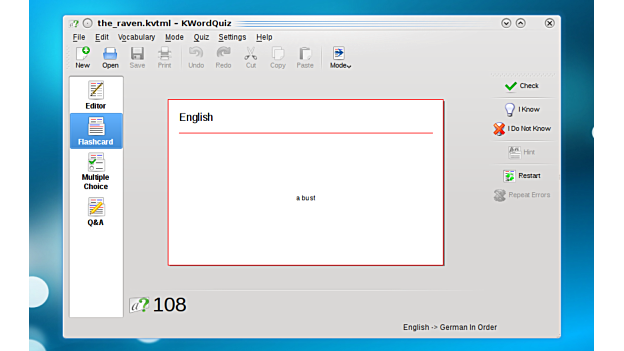 the_raven.kvtml – KWordQuiz
File Edit Vocabulary Mode Quiz Settings Help
New Open Save Print Undo Redo Cut Copy Paste Mode
Editor
Flashcard
Multiple
Choice
Q&A
English
a bust
Check
I Know
I Do Not Know
Hint
Restart
Repeat Errors
a? 108
English -> German In Order